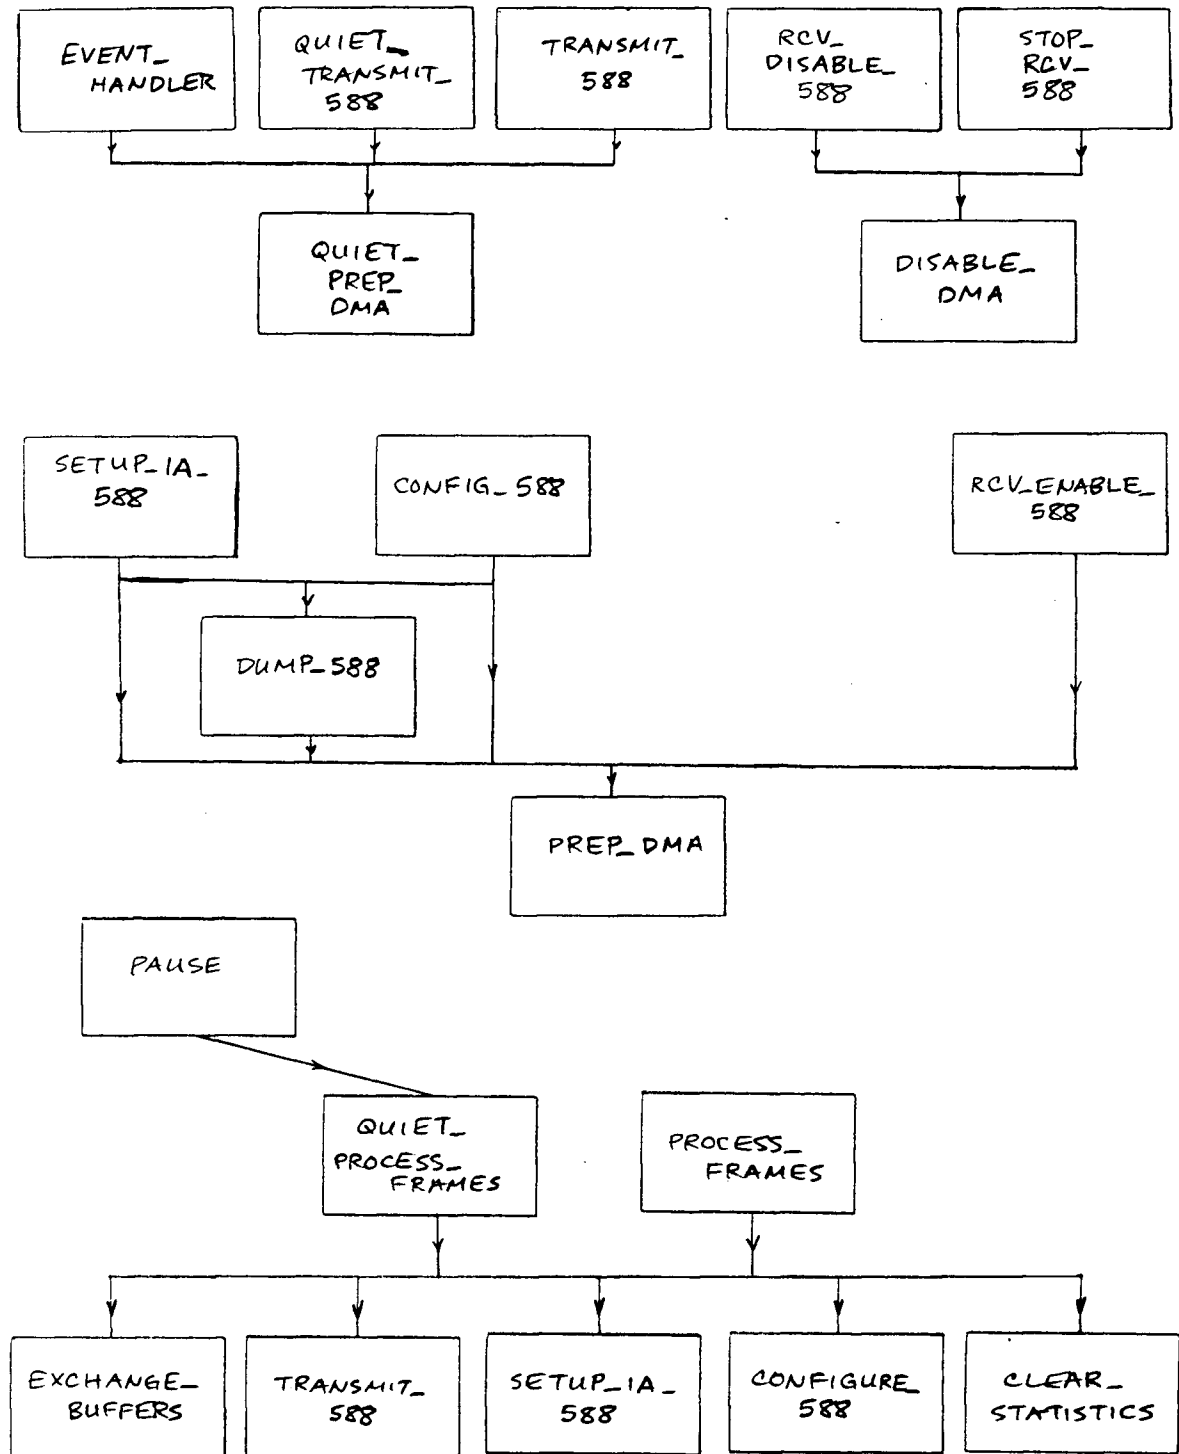 EVENT_
HANDLER
QUIET_
TRANSMIT_
588
TRANSMIT_
588
RCV_
DISABLE_
588
STOP_
RCV_
588
QUIET_
PREP_
DMA
DISABLE_
DMA
SETUP_IA_
588
CONFIG_588
RCV_ENABLE_
588
DUMP_588
PREP_DMA
PAUSE
QUIET_
PROCESS_
FRAMES
PROCESS_
FRAMES
EXCHANGE_
BUFFERS
TRANSMIT_
588
SETUP_IA_
588
CONFIGURE_
588
CLEAR_
STATISTICS